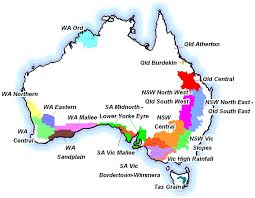 WA Ord
Qld Atherton
Qld Burdekin
Qld Central
WA Northern
WA Eastern
SA Midnorth -
Lower Yorke Eyre
NSW North West -
Qld South West
NSW North East -
Qld South East
WA Mallee
WA
Central
NSW
Central
WA
Sandplain
SA Vic Mallee
NSW Vic
Slopes
SA Vic
Bordertown-Wimmera
Vic High Rainfall
Tas Grain